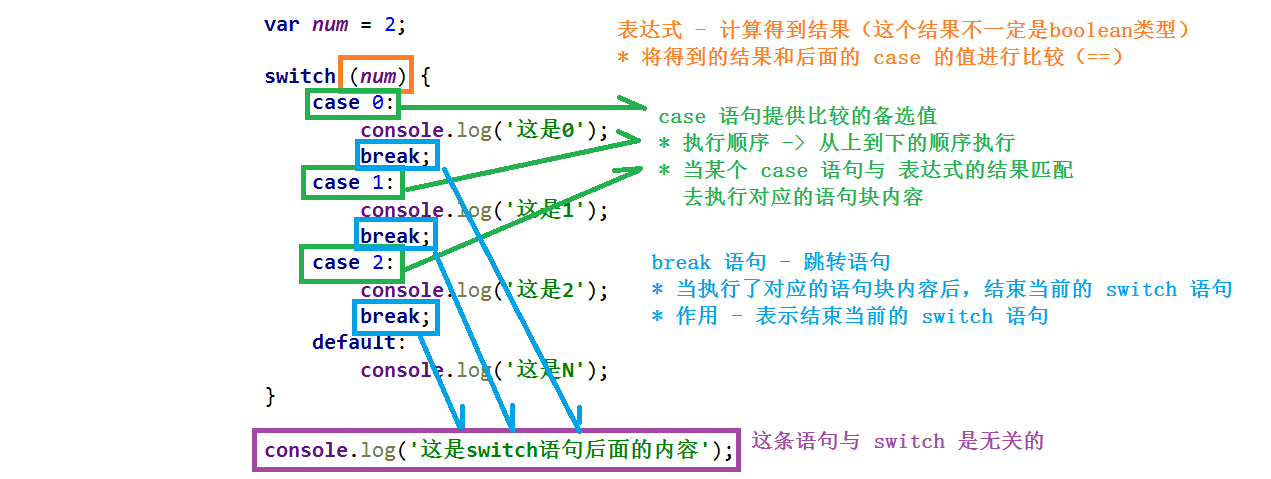 var num = 2;
switch (num) {
case 0:
console.log('这是0');
break;
case 1:
console.log('这是1');
break;
case 2:
console.log('这是2');
break;
default:
console.log('这是N');
}
console.log('这是switch语句后面的内容');
表达式 - 计算得到结果（这个结果不一定是boolean类型）
* 将得到的结果和后面的 case 的值进行比较（==）
case 语句提供比较的备选值
* 执行顺序 -> 从上到下的顺序执行
* 当某个 case 语句与 表达式的结果匹配
去执行对应的语句块内容
break 语句 - 跳转语句
* 当执行了对应的语句块内容后，结束当前的 switch 语句
* 作用 - 表示结束当前的 switch 语句
这条语句与 switch 是无关的